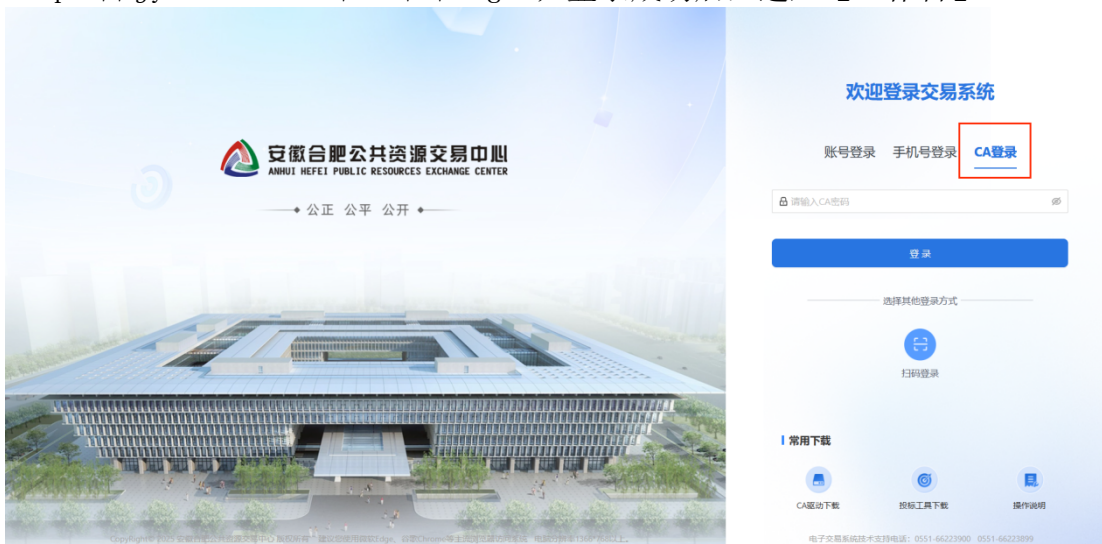 安徽合肥公共资源交易中心
ANHUI HEFEI PUBLIC RESOURCES EXCHANGE CENTER
公正 公平 公开
欢迎登录交易系统
账号登录 手机号登录 CA登录
请输入CA密码
登录
选择其他登录方式
扫码登录
常用下载
CA驱动下载 投标工具下载 操作说明
电子交易系统技术支持电话：0551-66223900 0551-66223899